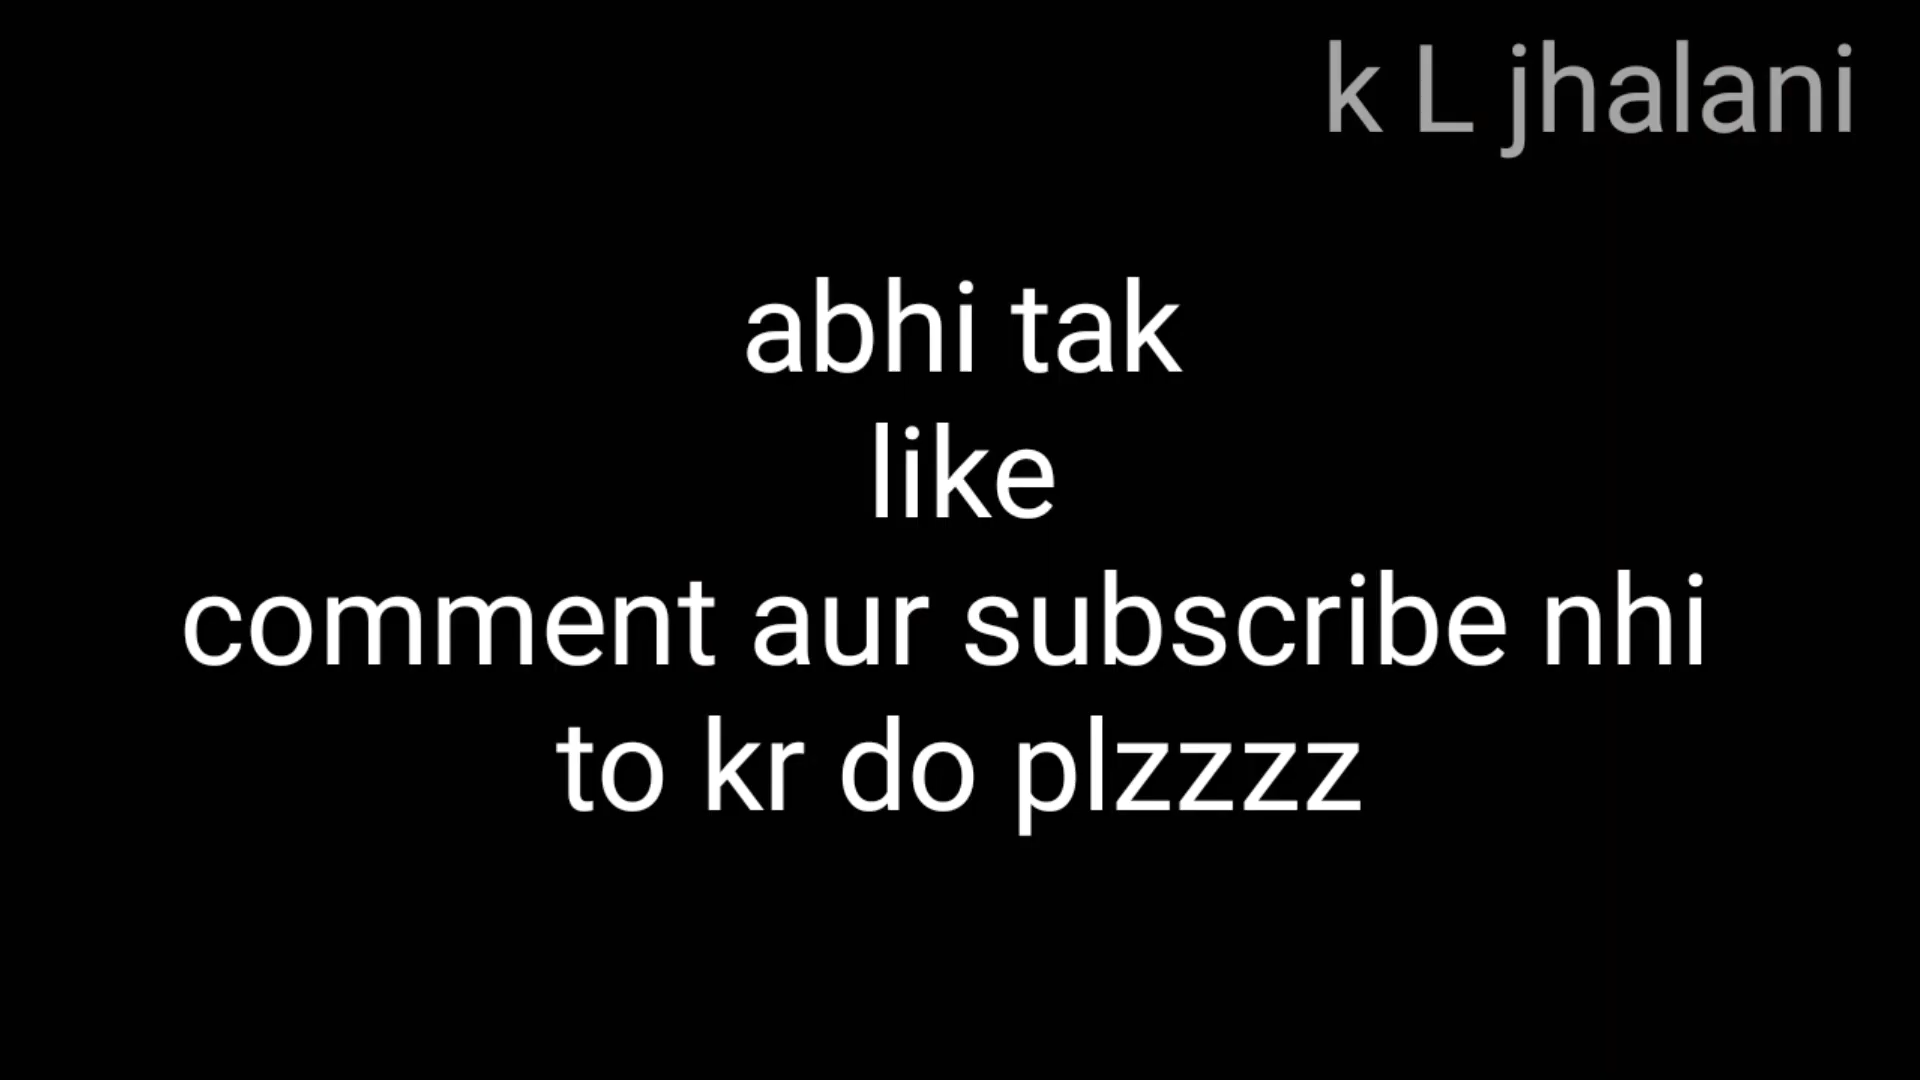 k L jhalani
abhi tak
like
comment aur subscribe nhi
to kr do plzzzz